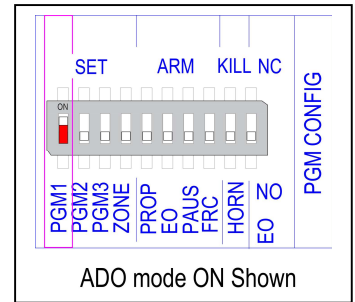 SET ARM KILL NC
ON
PGM1
PGM2
PGM3
ZONE
PROP
EO
PAUS
FRC
HORN
NO
EO
PGM CONFIG
ADO mode ON Shown